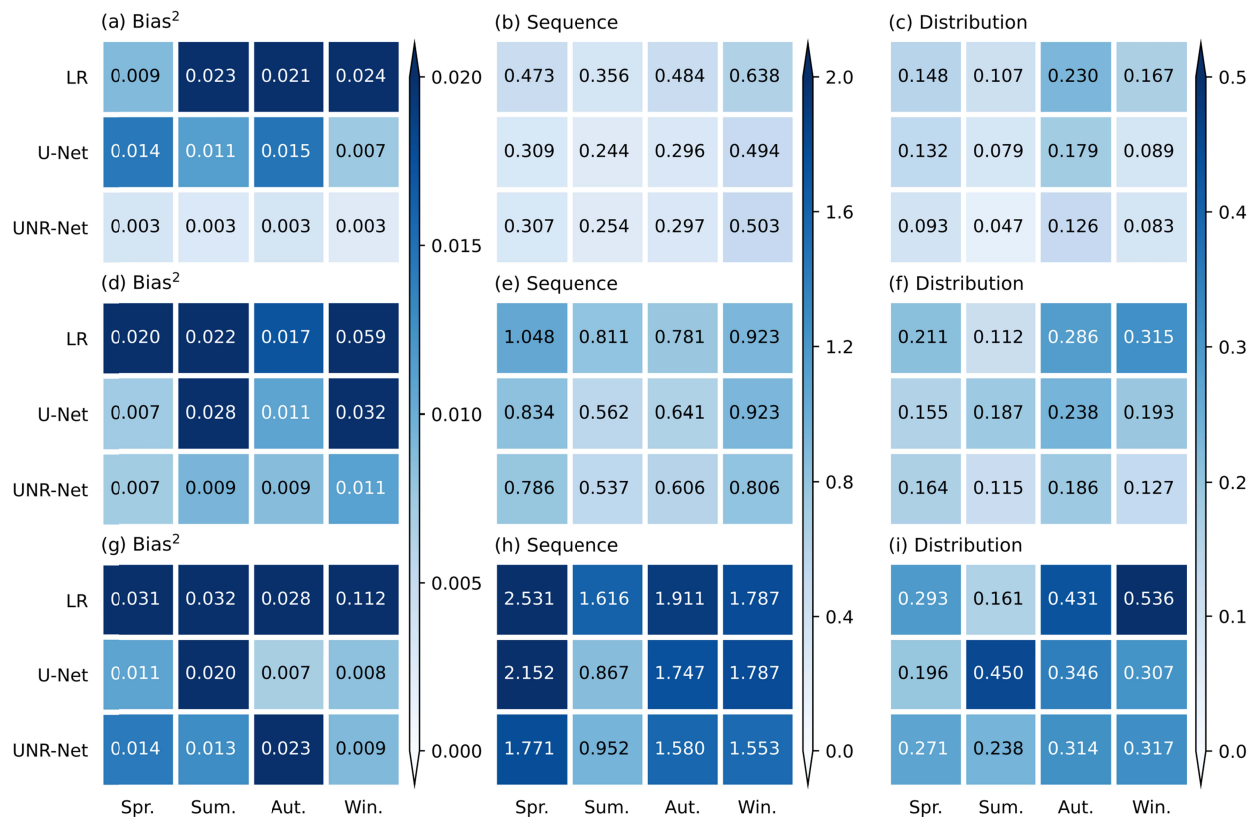 (a) Bias² (b) Sequence (c) Distribution
LR 0.009 0.023 0.021 0.024 0.020 0.473 0.356 0.484 0.638 2.0 0.148 0.107 0.230 0.167 0.5
U-Net 0.014 0.011 0.015 0.007 0.309 0.244 0.296 0.494 0.132 0.079 0.179 0.089
UNR-Net 0.003 0.003 0.003 0.003 0.015 0.307 0.254 0.297 0.503 1.6 0.093 0.047 0.126 0.083 0.4
(d) Bias² (e) Sequence (f) Distribution
LR 0.020 0.022 0.017 0.059 1.048 0.811 0.781 0.923 1.2 0.211 0.112 0.286 0.315 0.3
U-Net 0.007 0.028 0.011 0.032 0.010 0.834 0.562 0.641 0.923 0.155 0.187 0.238 0.193
UNR-Net 0.007 0.009 0.009 0.011 0.786 0.537 0.606 0.806 0.8 0.164 0.115 0.186 0.127 0.2
(g) Bias² (h) Sequence (i) Distribution
LR 0.031 0.032 0.028 0.112 0.005 2.531 1.616 1.911 1.787 0.4 0.293 0.161 0.431 0.536 0.1
U-Net 0.011 0.020 0.007 0.008 2.152 0.867 1.747 1.787 0.196 0.450 0.346 0.307
UNR-Net 0.014 0.013 0.023 0.009 0.000 1.771 0.952 1.580 1.553 0.0 0.271 0.238 0.314 0.317 0.0
Spr. Sum. Aut. Win. Spr. Sum. Aut. Win. Spr. Sum. Aut. Win.